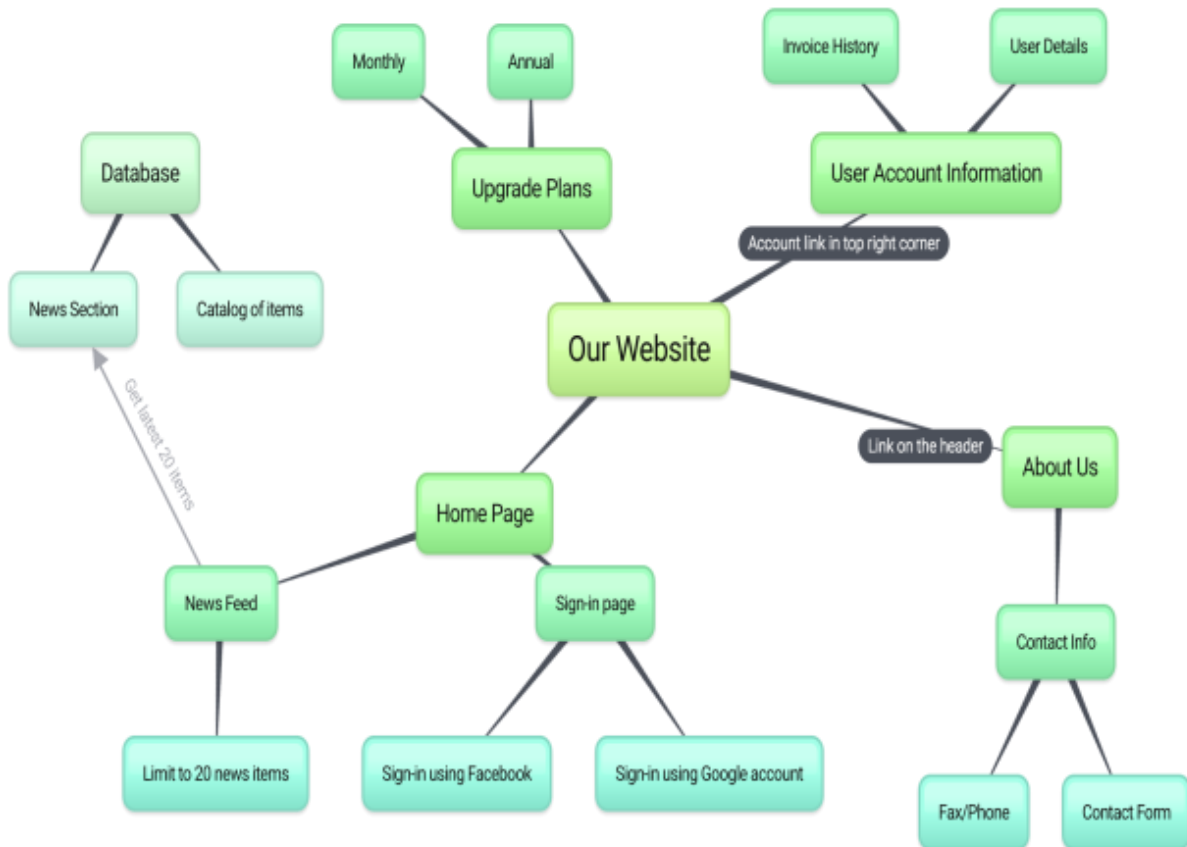 Monthly
Annual
Invoice History
User Details
Database
Upgrade Plans
User Account Information
Account link in top right corner
News Section
Catalog of items
Our Website
Get latest 20 items
Link on the header
About Us
Home Page
News Feed
Sign-in page
Contact Info
Limit to 20 news items
Sign-in using Facebook
Sign-in using Google account
Fax/Phone
Contact Form